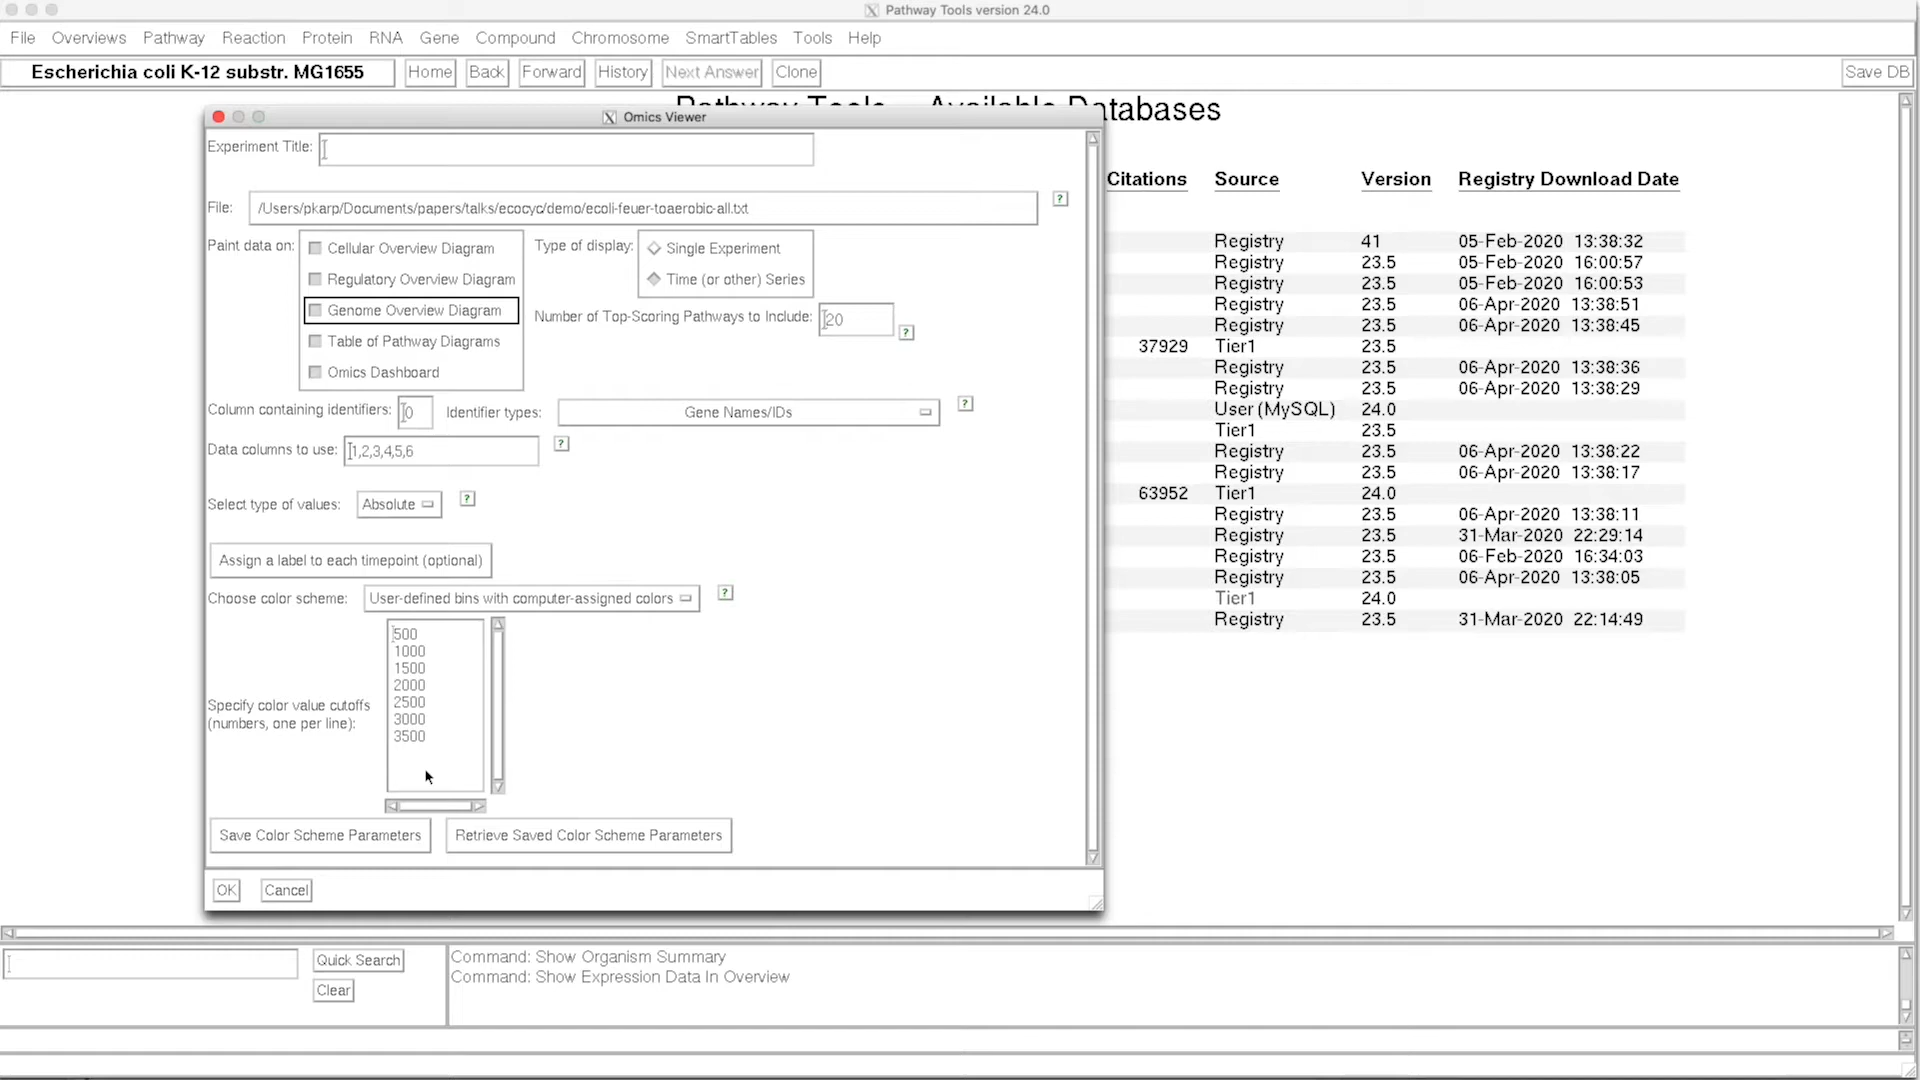 Pathway Tools version 24.0
File Overviews Pathway Reaction Protein RNA Gene Compound Chromosome SmartTables Tools Help
Escherichia coli K-12 substr. MG1655 Home Back Forward History Next Answer Clone Save DB
Pathway Tools Available Databases
Omics Viewer
Experiment Title:
Citations Source Version Registry Download Date
File: /Users/pkarp/Documents/papers/talks/ecocyc/demo/ecoli-feuer-toaerobic-all.txt ?
Paint data on: Cellular Overview Diagram
Regulatory Overview Diagram
Genome Overview Diagram
Table of Pathway Diagrams
Omics Dashboard
Type of display: Single Experiment
Time (or other) Series
Number of Top-Scoring Pathways to Include: 20 ?
Column containing identifiers: 0 Identifier types: Gene Names/IDs ?
Data columns to use: 1,2,3,4,5,6 ?
Select type of values: Absolute ?
Assign a label to each timepoint (optional)
Choose color scheme: User-defined bins with computer-assigned colors ?
Specify color value cutoffs
(numbers, one per line):
500
1000
1500
2000
2500
3000
3500
Save Color Scheme Parameters Retrieve Saved Color Scheme Parameters
OK Cancel
Registry 41 05-Feb-2020 13:38:32
Registry 23.5 05-Feb-2020 16:00:57
Registry 23.5 05-Feb-2020 16:00:53
Registry 23.5 06-Apr-2020 13:38:51
Registry 23.5 06-Apr-2020 13:38:45
37929 Tier1 23.5
Registry 23.5 06-Apr-2020 13:38:36
Registry 23.5 06-Apr-2020 13:38:29
User (MySQL) 24.0
Tier1 23.5
Registry 23.5 06-Apr-2020 13:38:22
Registry 23.5 06-Apr-2020 13:38:17
63952 Tier1 24.0
Registry 23.5 06-Apr-2020 13:38:11
Registry 23.5 31-Mar-2020 22:29:14
Registry 23.5 06-Feb-2020 16:34:03
Registry 23.5 06-Apr-2020 13:38:05
Tier1 24.0
Registry 23.5 31-Mar-2020 22:14:49
Quick Search
Clear
Command: Show Organism Summary
Command: Show Expression Data In Overview